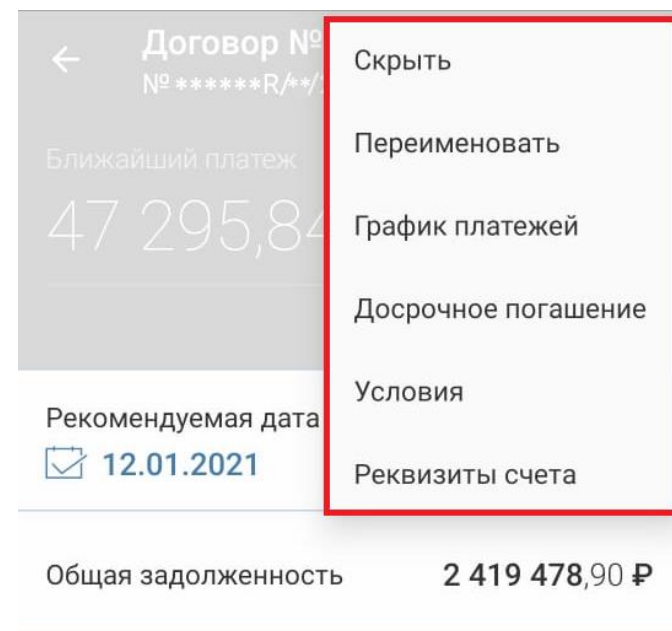 Договор №
№ ******R/**/
Ближайший платеж
47 295,84
Рекомендуемая дата
12.01.2021
Общая задолженность 2 419 478,90 ₽
Скрыть
Переименовать
График платежей
Досрочное погашение
Условия
Реквизиты счета